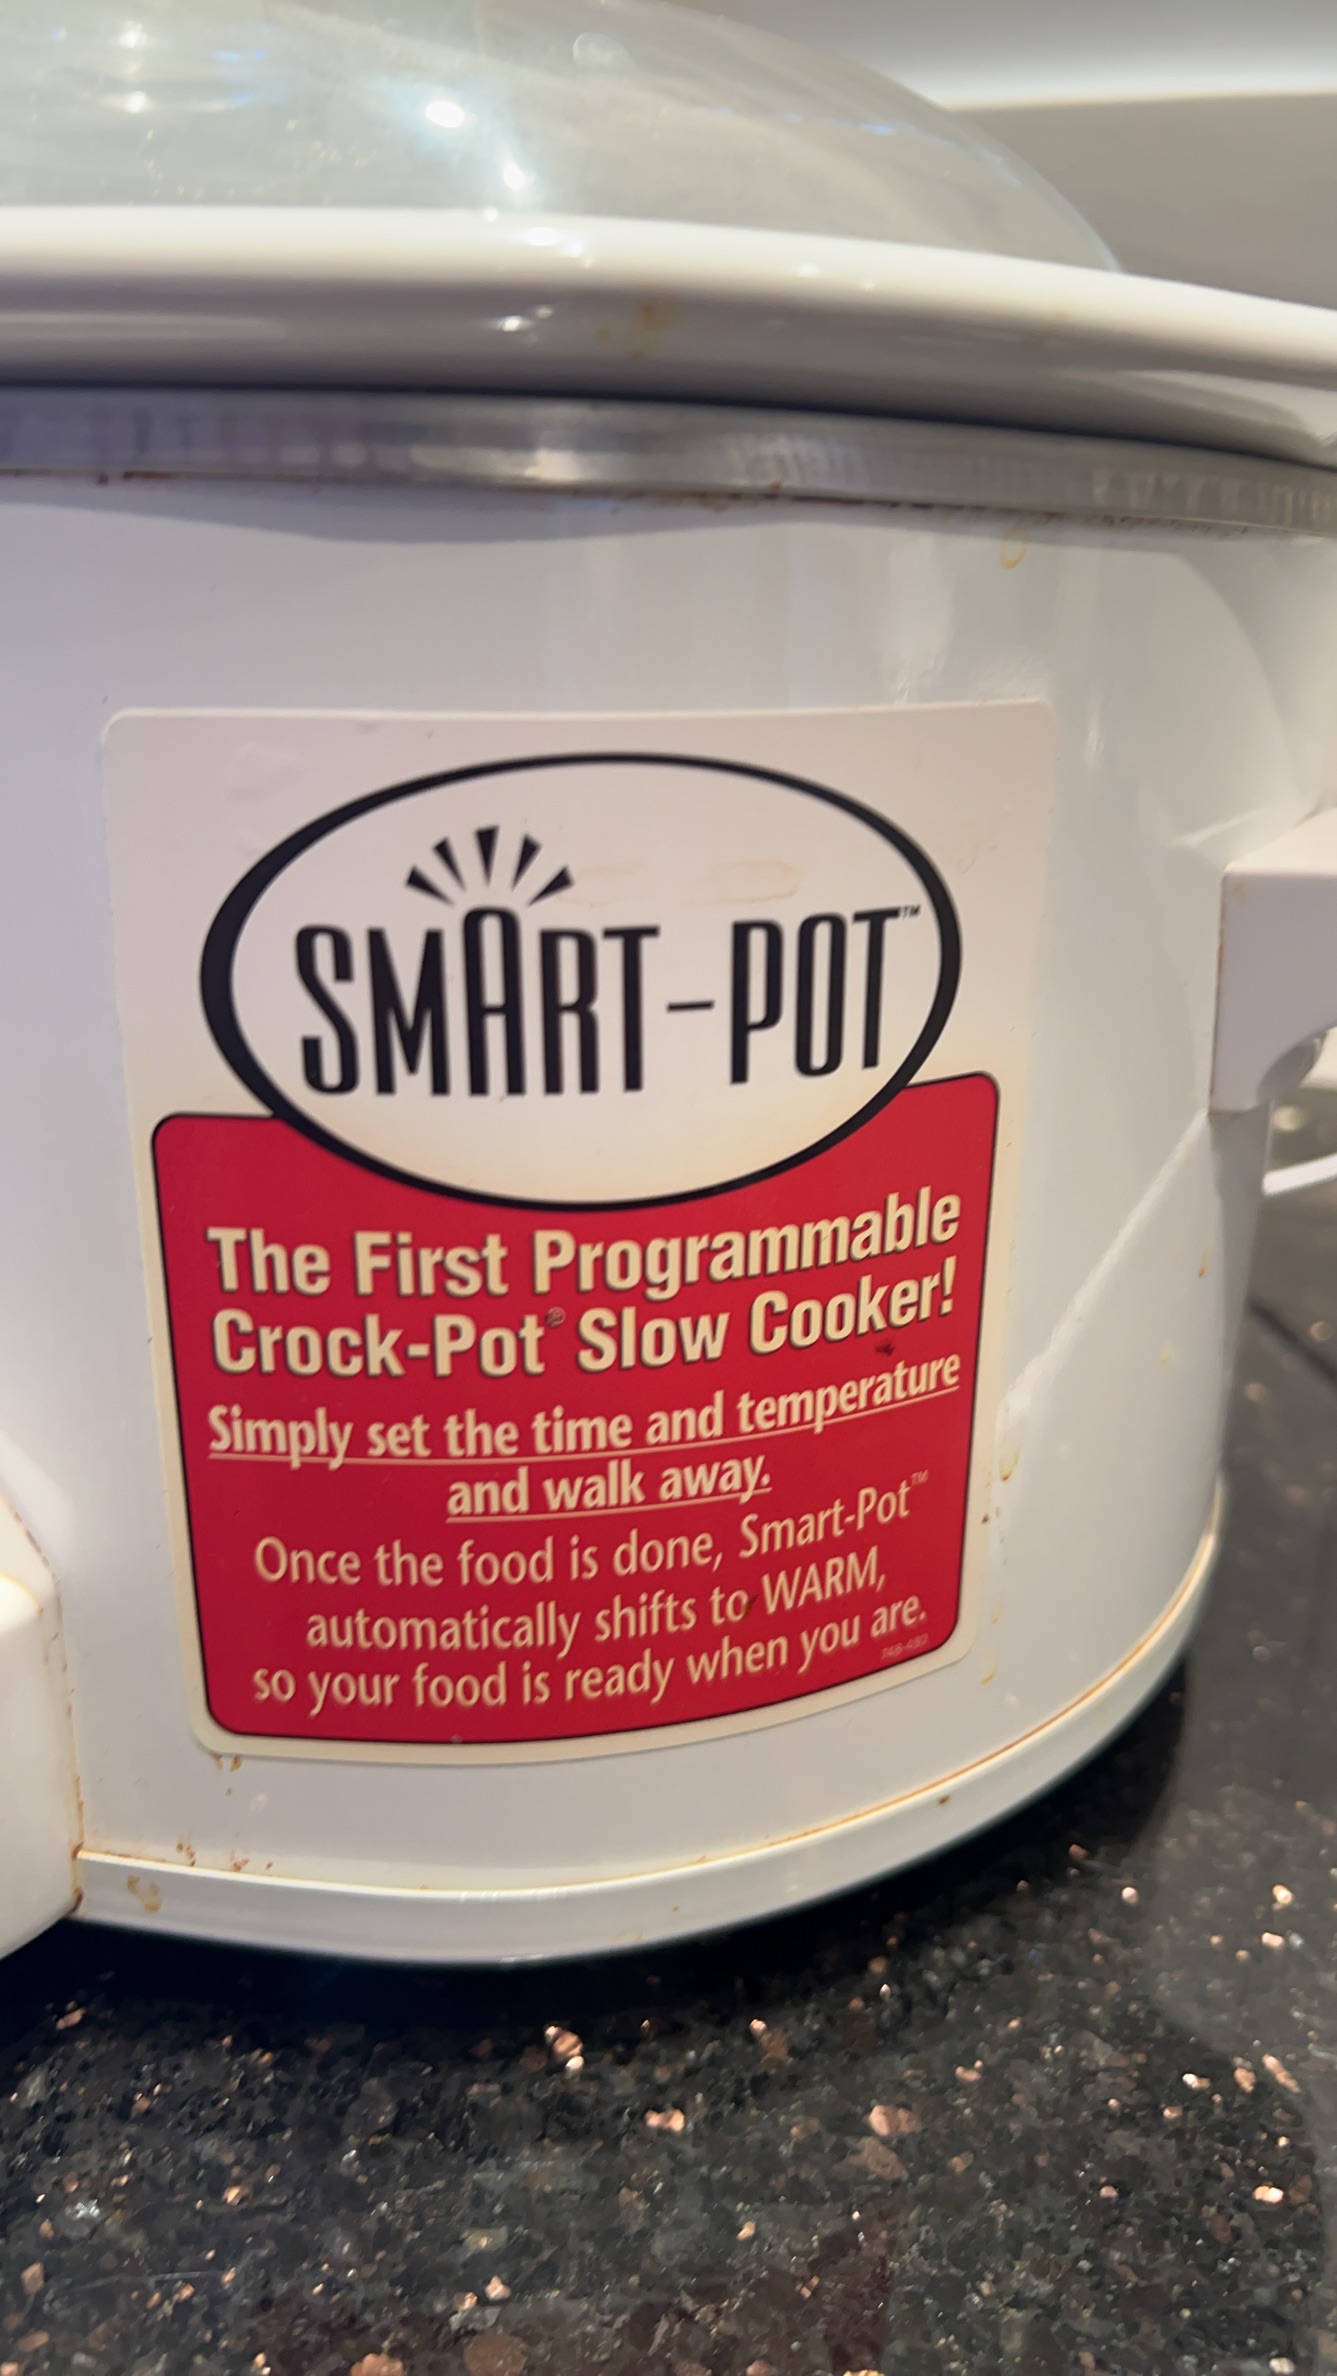 SMART-POT™
The First Programmable
Crock-Pot® Slow Cooker!
Simply set the time and temperature
and walk away.
Once the food is done, Smart-Pot™
automatically shifts to WARM,
so your food is ready when you are.